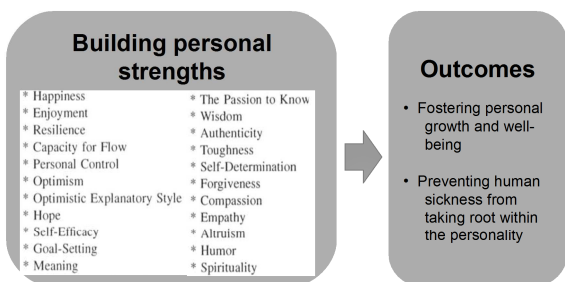 Building personal
strengths
* Happiness
* Enjoyment
* Resilience
* Capacity for Flow
* Personal Control
* Optimism
* Optimistic Explanatory Style
* Hope
* Self-Efficacy
* Goal-Setting
* Meaning
* The Passion to Know
* Wisdom
* Authenticity
* Toughness
* Self-Determination
* Forgiveness
* Compassion
* Empathy
* Altruism
* Humor
* Spirituality
Outcomes
• Fostering personal
growth and well-
being
• Preventing human
sickness from
taking root within
the personality